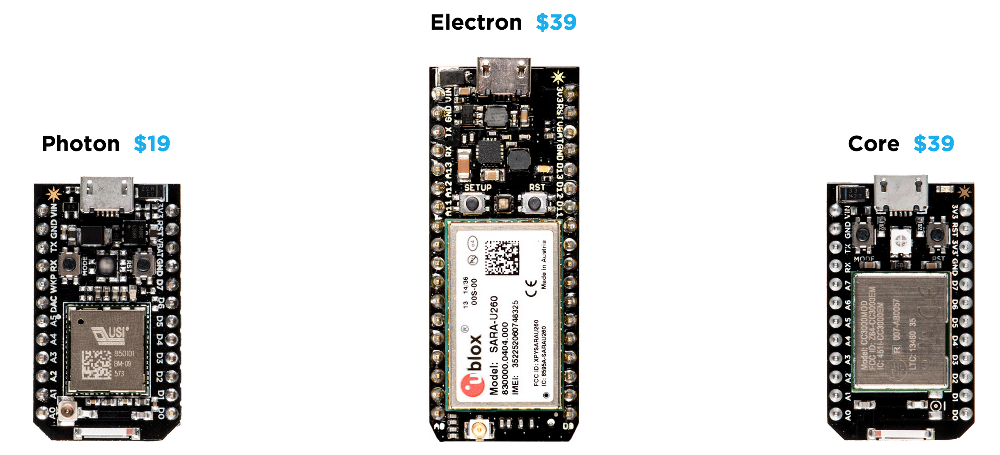 Electron $39
Photon $19
Core $39
VIN
GND
TX
RX
WKP
DAC
A5
A4
A3
A2
A1
A0
3V3
RST
VBAT
GND
D7
D6
D5
D4
D3
D2
D1
D0
MODE
RST
USI
850101
BM-09
573
VIN
GND
TX
RX
A13
A12
A11
A0
3V3
RST
VBAT
GND
D13
D12
D11
D0
SETUP
RST
ublox ®
Model: SARA-U260
830000.0404.000
IMEi: 352252060748325
13 14/36
00S-00
e4
CE
FCC ID: XPYSARAU260
IC: 8595A-SARAU260
Made in Austria
VIN
GND
TX
RX
A7
A6
A5
A4
A3
A2
A1
A0
3V3
RST
3V3*
GND
D7
D6
D5
D4
D3
D2
D1
D0
MODE
RST
Model: CC3000MOD
FCC ID: Z64-CC3000EM
IC: 451I-CC3000EM
R 007-AB0057
LTC: 13460 35
CE